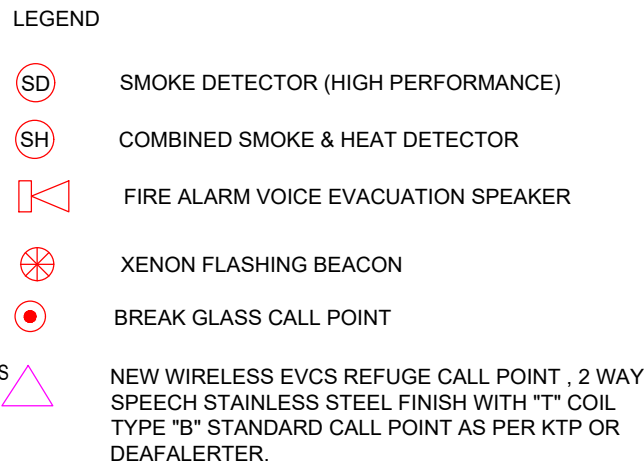 LEGEND
SD SMOKE DETECTOR (HIGH PERFORMANCE)
SH COMBINED SMOKE & HEAT DETECTOR
FIRE ALARM VOICE EVACUATION SPEAKER
XENON FLASHING BEACON
BREAK GLASS CALL POINT
S NEW WIRELESS EVCS REFUGE CALL POINT , 2 WAY
SPEECH STAINLESS STEEL FINISH WITH "T" COIL
TYPE "B" STANDARD CALL POINT AS PER KTP OR
DEAFALERTER.